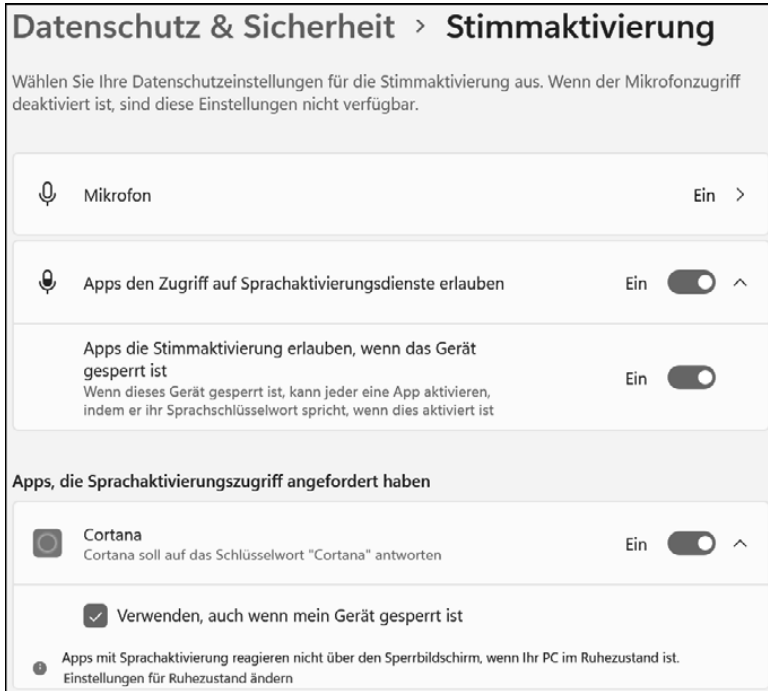 Datenschutz & Sicherheit > Stimmaktivierung
Wählen Sie Ihre Datenschutzeinstellungen für die Stimmaktivierung aus. Wenn der Mikrofonzugriff
deaktiviert ist, sind diese Einstellungen nicht verfügbar.
Mikrofon Ein
Apps den Zugriff auf Sprachaktivierungsdienste erlauben Ein
Apps die Stimmaktivierung erlauben, wenn das Gerät
gesperrt ist
Ein
Wenn dieses Gerät gesperrt ist, kann jeder eine App aktivieren,
indem er ihr Sprachschlüsselwort spricht, wenn dies aktiviert ist
Apps, die Sprachaktivierungszugriff angefordert haben
Cortana
Ein
Cortana soll auf das Schlüsselwort "Cortana" antworten
Verwenden, auch wenn mein Gerät gesperrt ist
Apps mit Sprachaktivierung reagieren nicht über den Sperrbildschirm, wenn Ihr PC im Ruhezustand ist.
Einstellungen für Ruhezustand ändern